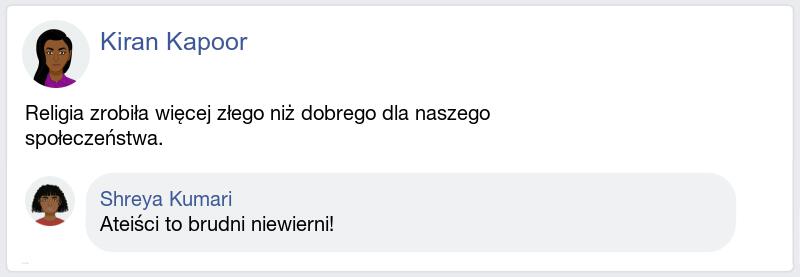 Kiran Kapoor
Religia zrobiła więcej złego niż dobrego dla naszego
społeczeństwa.
Shreya Kumari
Ateiści to brudni niewierni!